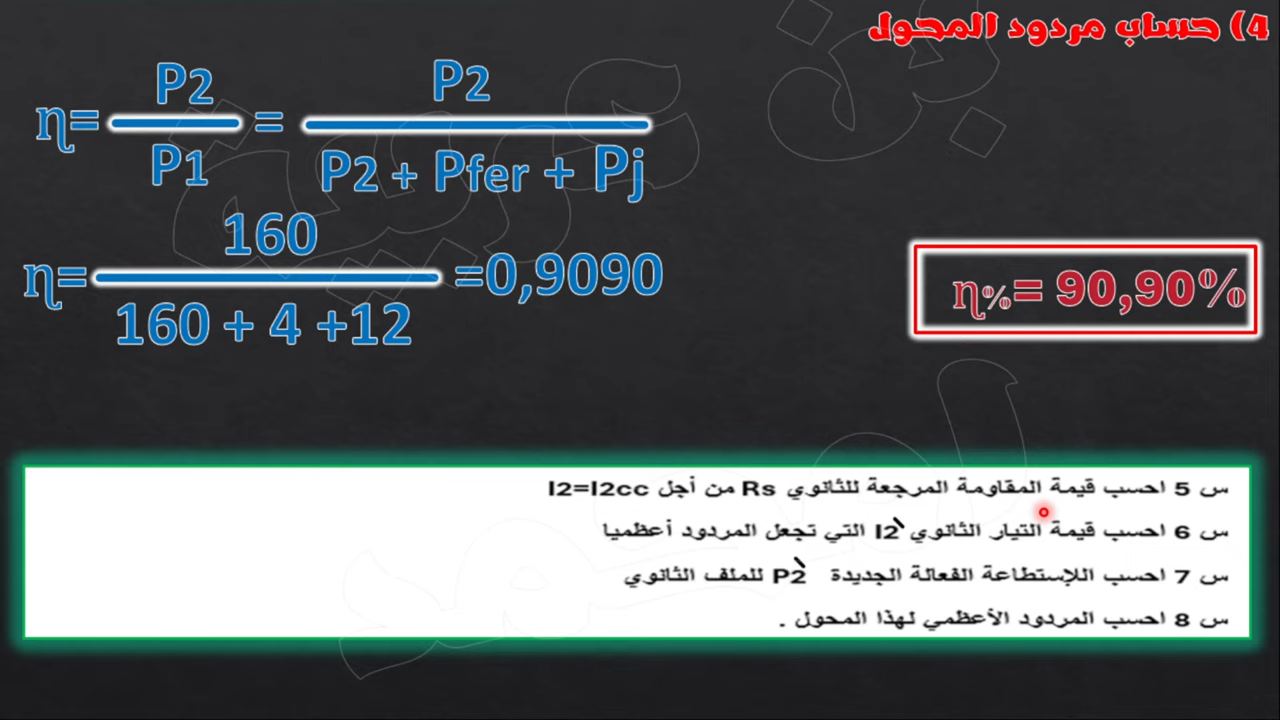 4) حساب مردود المحول
η= P2 / P1 = P2 / P2 + Pfer + Pj
η= 160 / 160 + 4 +12 =0,9090
η%= 90,90%
س 5 احسب قيمة المقاومة المرجعة للثانوي Rs من أجل I2=I2cc
س 6 احسب قيمة التيار الثانوي I2` التي تجعل المردود أعظميا
س 7 احسب اللإستطاعة الفعالة الجديدة P2` للملف الثانوي
س 8 احسب المردود الأعظمي لهذا المحول .